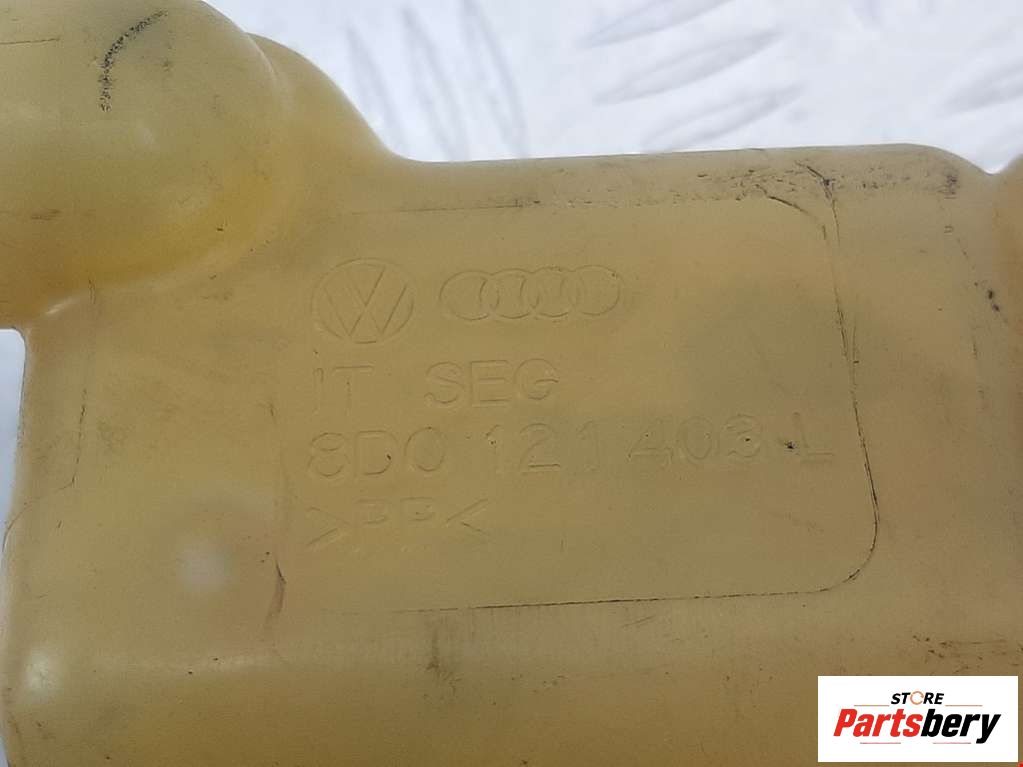 IT SEG
8D0 121 403 L
>PP<
STORE
Partsbery